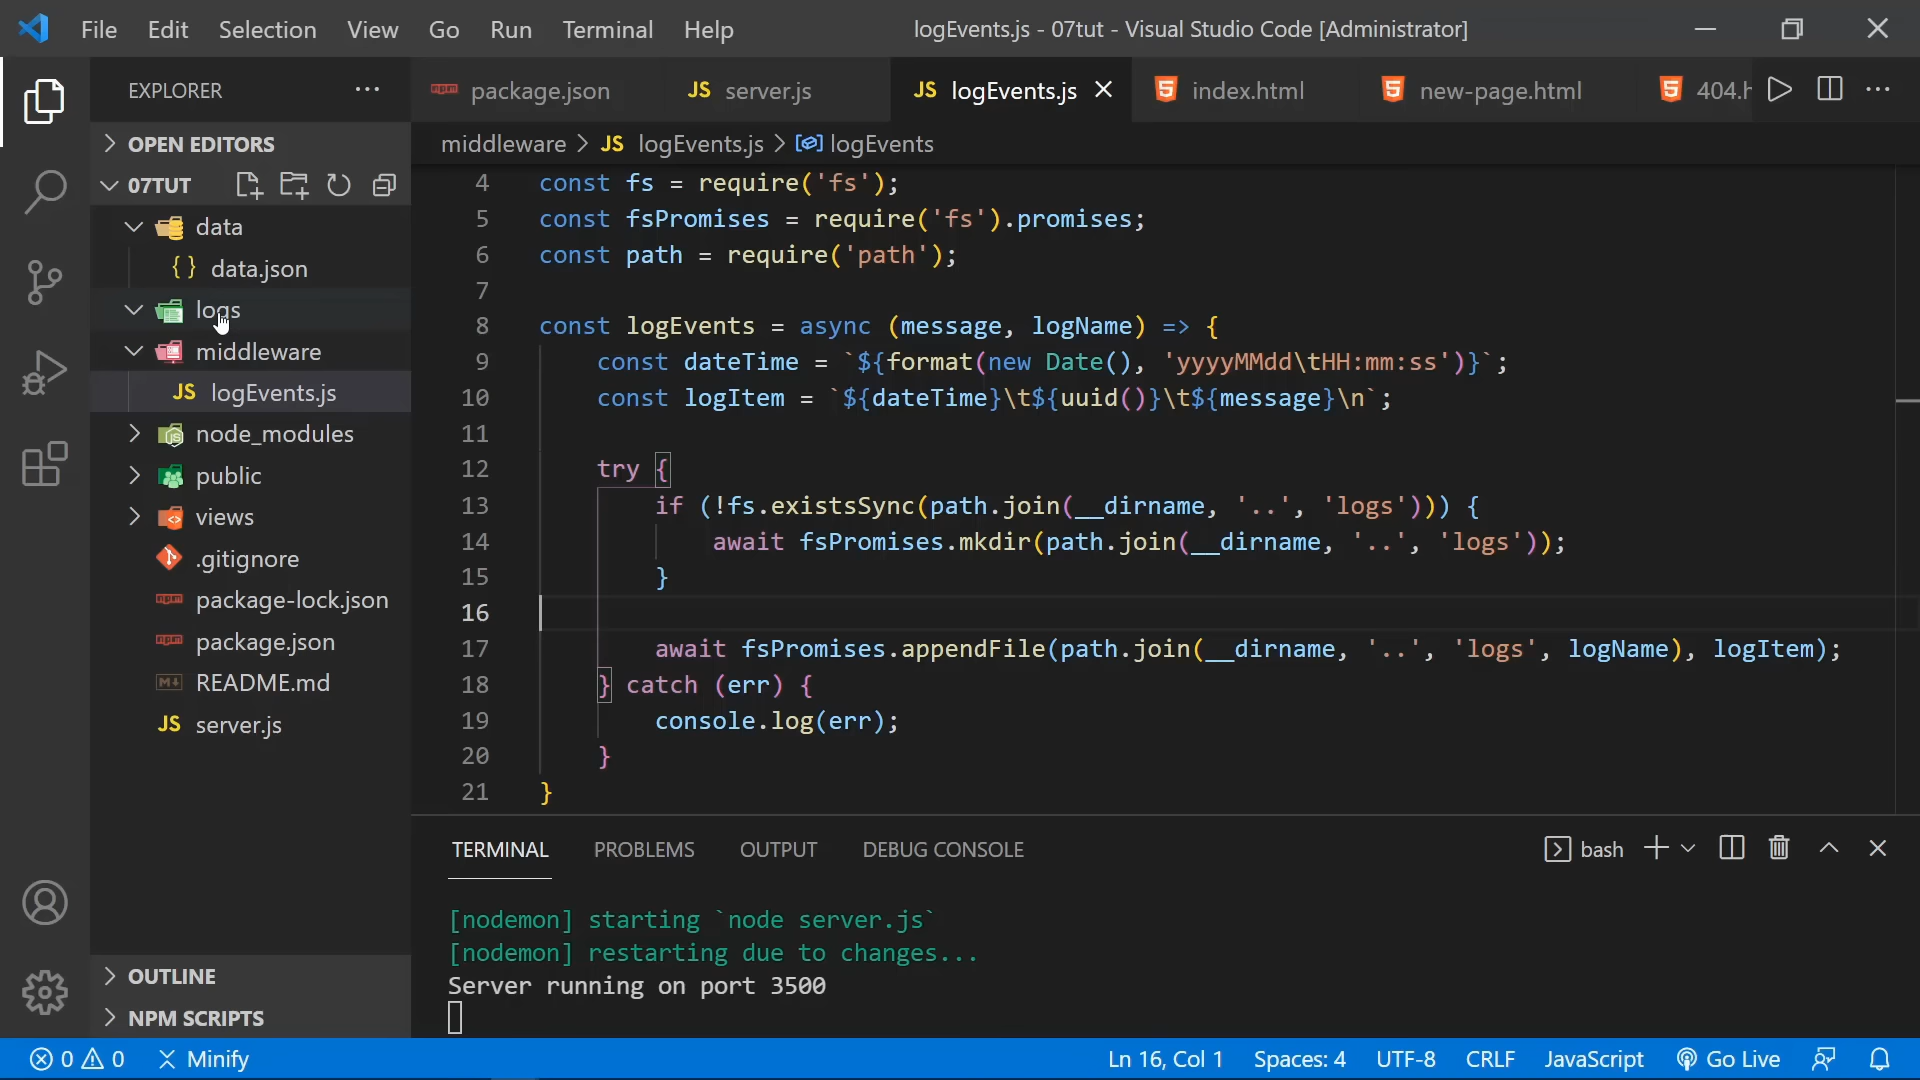 File Edit Selection View Go Run Terminal Help logEvents.js - 07tut - Visual Studio Code [Administrator]
EXPLORER
package.json JS server.js JS logEvents.js index.html new-page.html 404.h
OPEN EDITORS
middleware > JS logEvents.js > logEvents
07TUT
data
{ } data.json
logs
middleware
JS logEvents.js
node_modules
public
views
.gitignore
package-lock.json
package.json
README.md
JS server.js
OUTLINE
NPM SCRIPTS
4 const fs = require('fs');
5 const fsPromises = require('fs').promises;
6 const path = require('path');
7
8 const logEvents = async (message, logName) => {
9 const dateTime = `${format(new Date(), 'yyyyMMdd\tHH:mm:ss')}`;
10 const logItem = `${dateTime}\t${uuid()}\t${message}\n`;
11
12 try {
13 if (!fs.existsSync(path.join(__dirname, '..', 'logs'))) {
14 await fsPromises.mkdir(path.join(__dirname, '..', 'logs'));
15 }
16
17 await fsPromises.appendFile(path.join(__dirname, '..', 'logs', logName), logItem);
18 } catch (err) {
19 console.log(err);
20 }
21 }
TERMINAL PROBLEMS OUTPUT DEBUG CONSOLE bash
[nodemon] starting `node server.js`
[nodemon] restarting due to changes...
Server running on port 3500
0 0 Minify Ln 16, Col 1 Spaces: 4 UTF-8 CRLF JavaScript Go Live